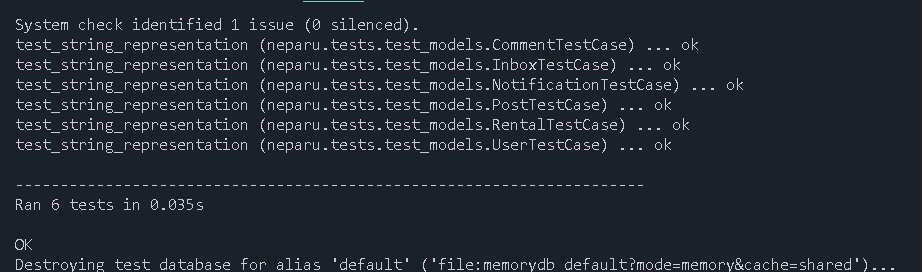 System check identified 1 issue (0 silenced).
test_string_representation (neparu.tests.test_models.CommentTestCase) ... ok
test_string_representation (neparu.tests.test_models.InboxTestCase) ... ok
test_string_representation (neparu.tests.test_models.NotificationTestCase) ... ok
test_string_representation (neparu.tests.test_models.PostTestCase) ... ok
test_string_representation (neparu.tests.test_models.RentalTestCase) ... ok
test_string_representation (neparu.tests.test_models.UserTestCase) ... ok
----------------------------------------------------------------------
Ran 6 tests in 0.035s
OK
Destroying test database for alias 'default' ('file:memorydb_default?mode=memory&cache=shared')...